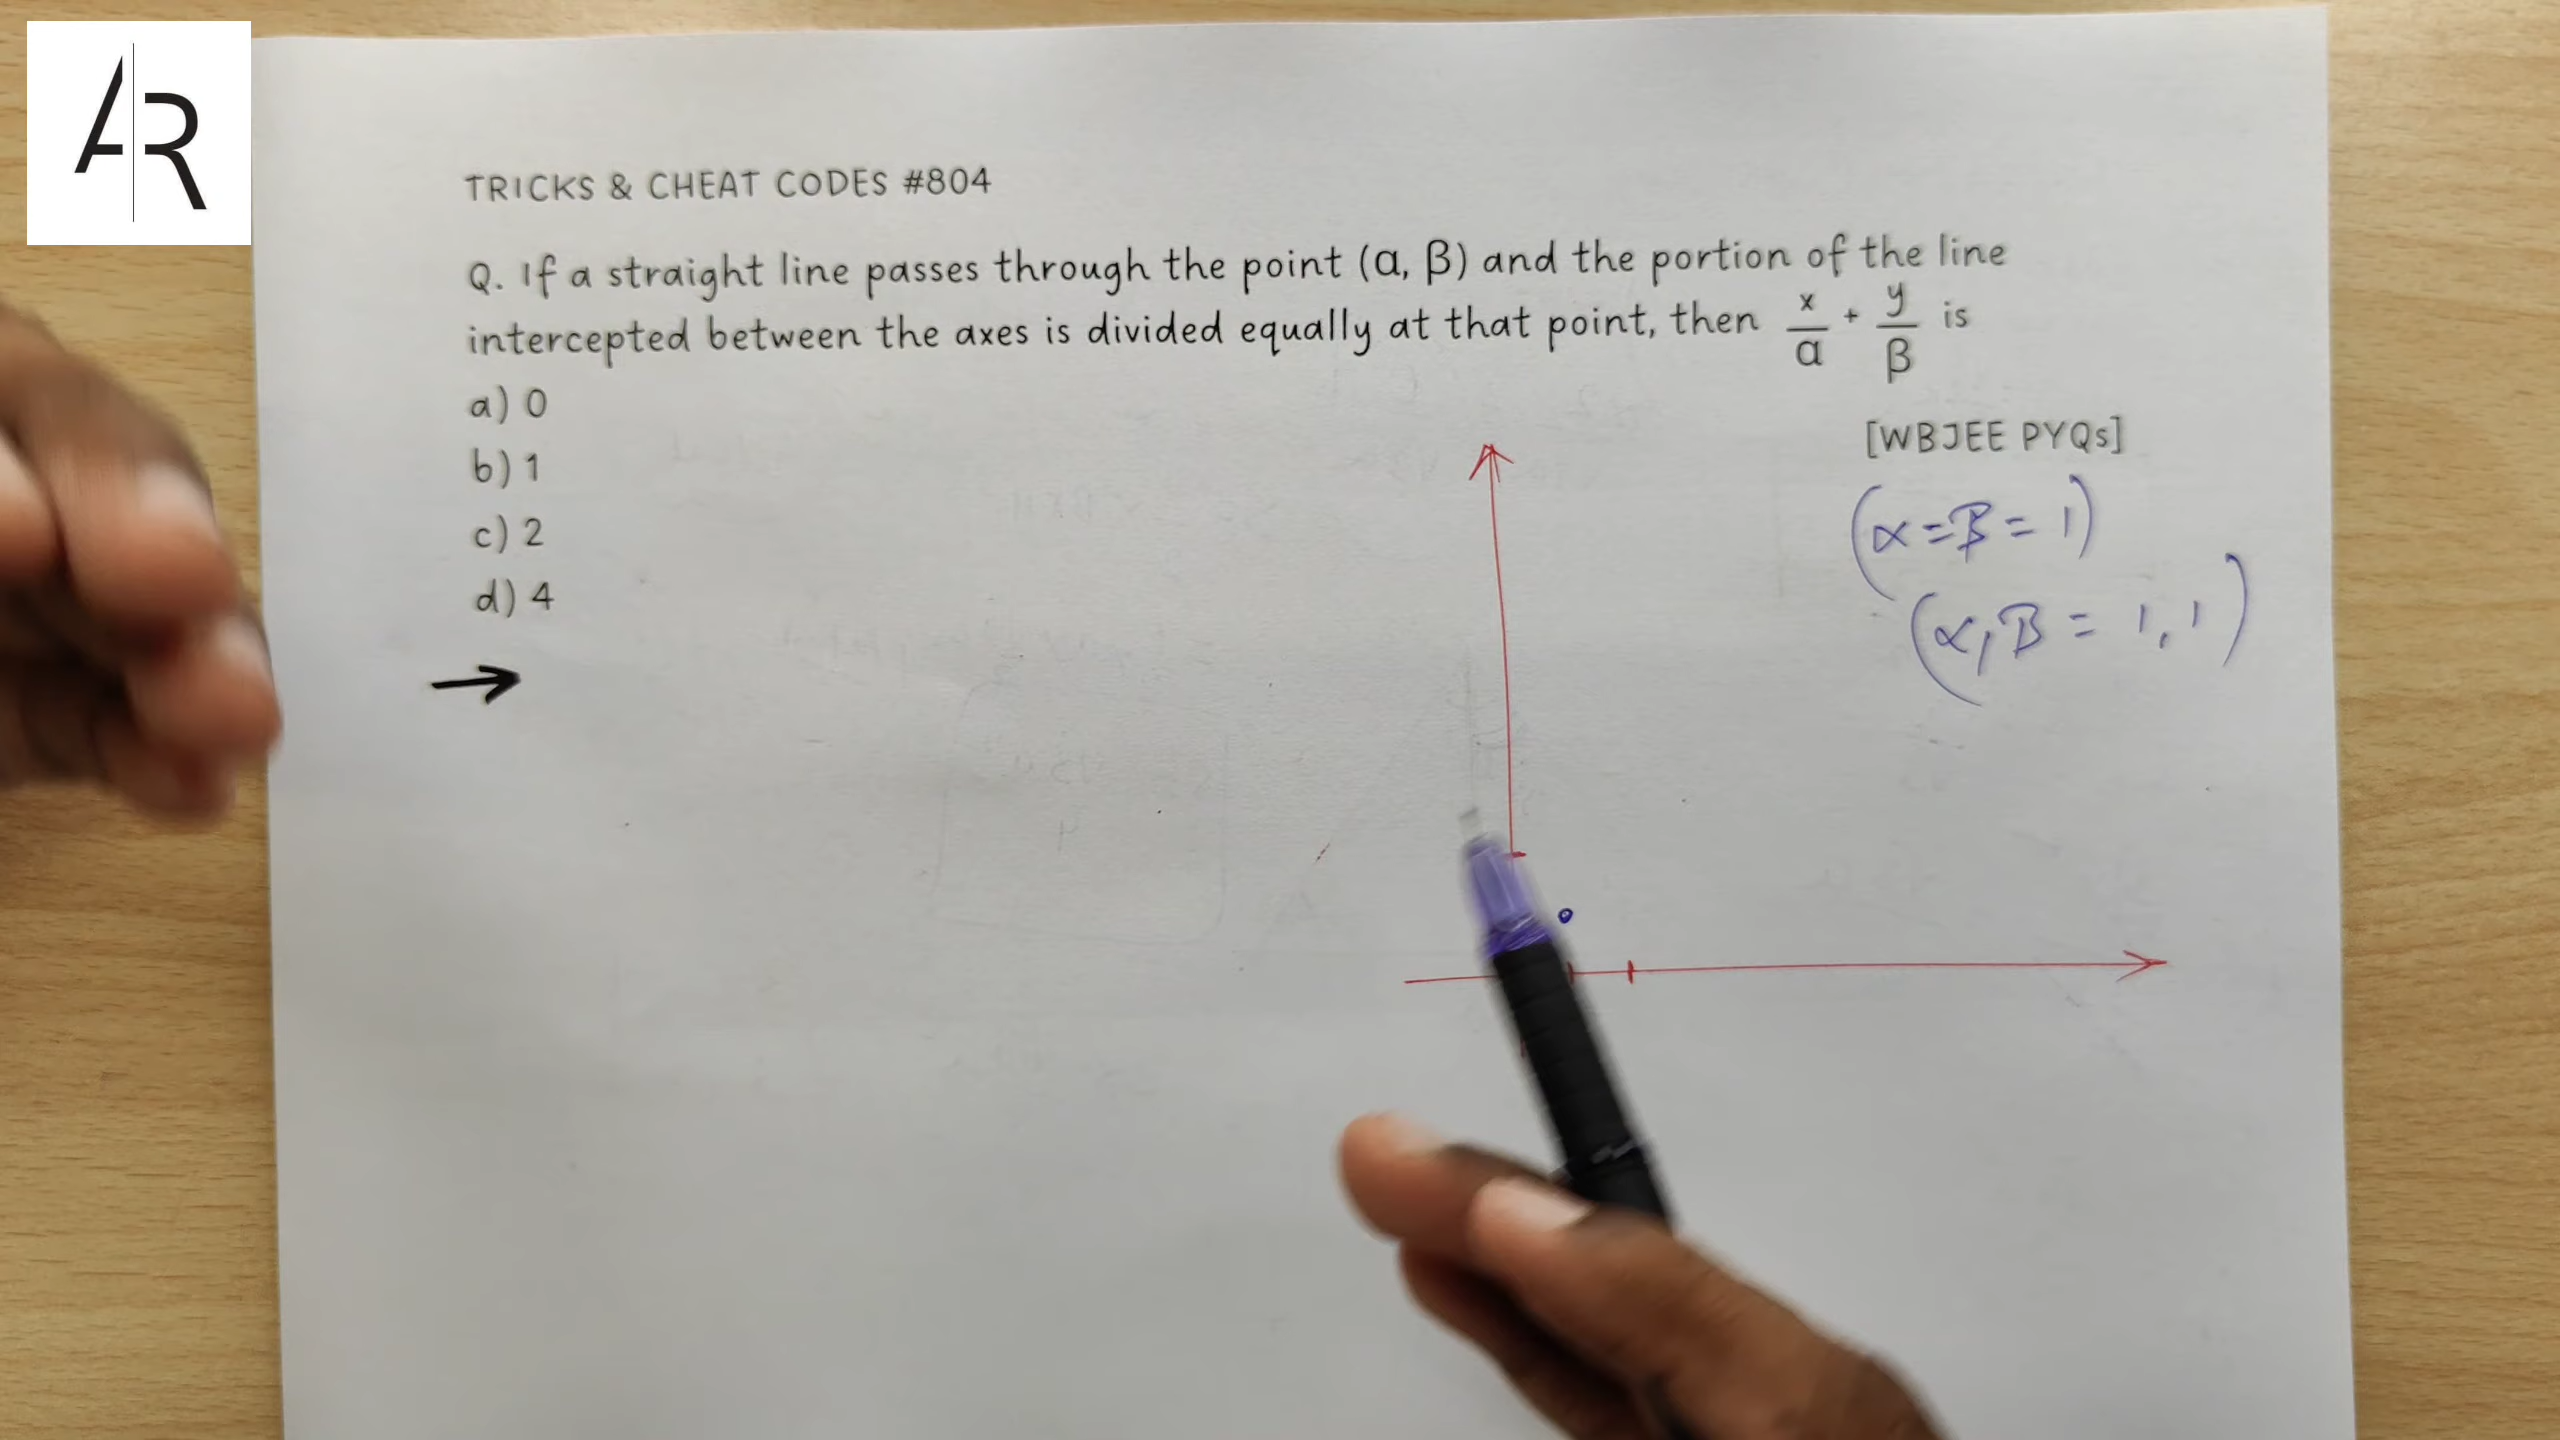 AR
TRICKS & CHEAT CODES #804
Q. If a straight line passes through the point (α, β) and the portion of the line
intercepted between the axes is divided equally at that point, then x/α + y/β is
a) 0
b) 1
c) 2
d) 4
[WBJEE PYQs]
(α=β=1)
(α,β = 1,1)
→